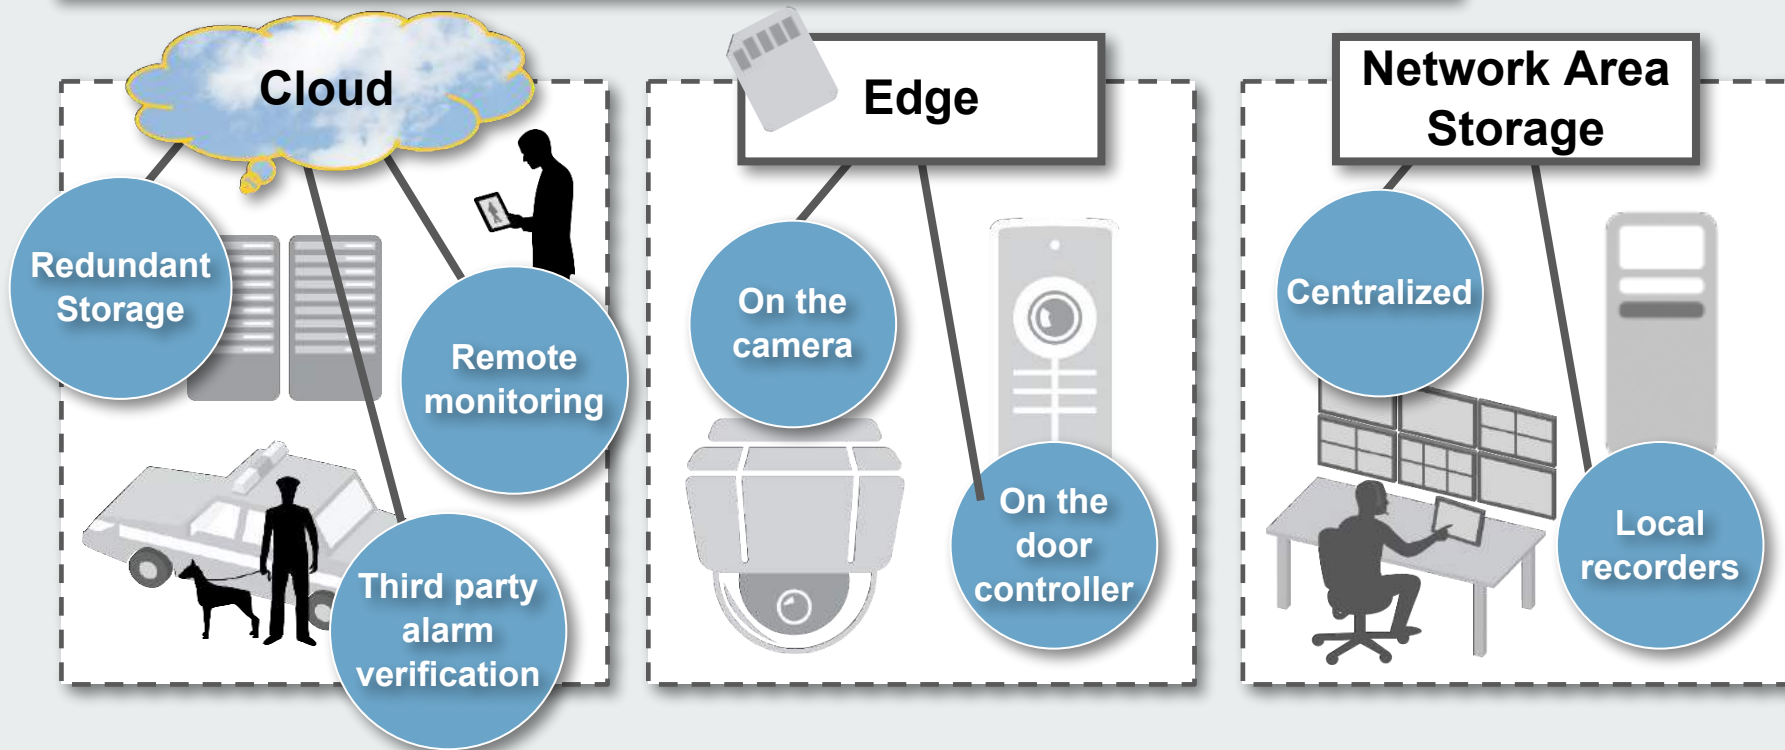 Cloud
Redundant
Storage
Remote
monitoring
Third party
alarm
verification
Edge
On the
camera
On the
door
controller
Network Area
Storage
Centralized
Local
recorders